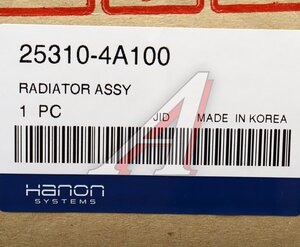 25310-4A100
RADIATOR ASSY
1 PC
JID MADE IN KOREA
Hanon
SYSTEMS